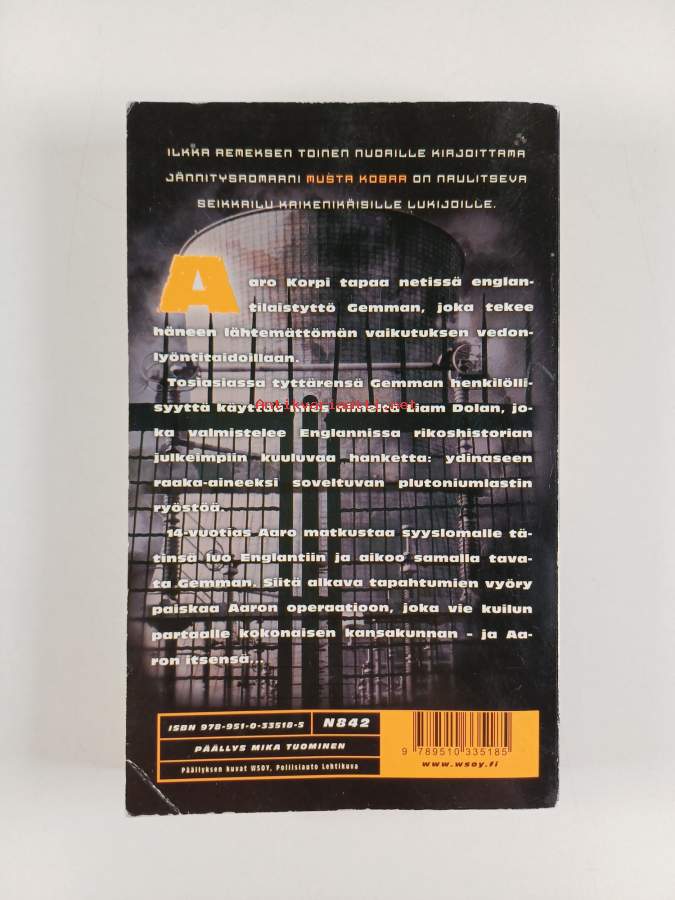 ILKKA REMEKSEN TOINEN NUORILLE KIRJOITTAMA
JÄNNITYSROMAANI MUSTA KOBRA ON NAULITSEVA
SEIKKAILU KAIKENIKÄISILLE LUKIJOILLE.
Aaro Korpi tapaa netissä englan-
tilaistyttö Gemman, joka tekee
häneen lähtemättömän vaikutuksen vedon-
lyöntitaidoillaan.
Tosiasiassa tyttärensä Gemman henkilölli-
syyttä käyttää mies nimeltä Liam Dolan, jo-
Antikvariaatti.net
ka valmistelee Englannissa rikoshistorian
julkeimpiin kuuluvaa hanketta: ydinaseen
raaka-aineeksi soveltuvan plutoniumlastin
ryöstöä.
14-vuotias Aaro matkustaa syyslomalle tä-
tinsä luo Englantiin ja aikoo samalla tava-
ta Gemman. Siitä alkava tapahtumien vyöry
paiskaa Aaron operaatioon, joka vie kuilun
partaalle kokonaisen kansakunnan - ja Aa-
ron itsensä...
ISBN 978-951-0-33518-5 N842
PÄÄLLYS MIKA TUOMINEN
Päällyksen kuvat WSOY, Poliisiauto Lehtikuva
9 789510 335185
www.wsoy.fi